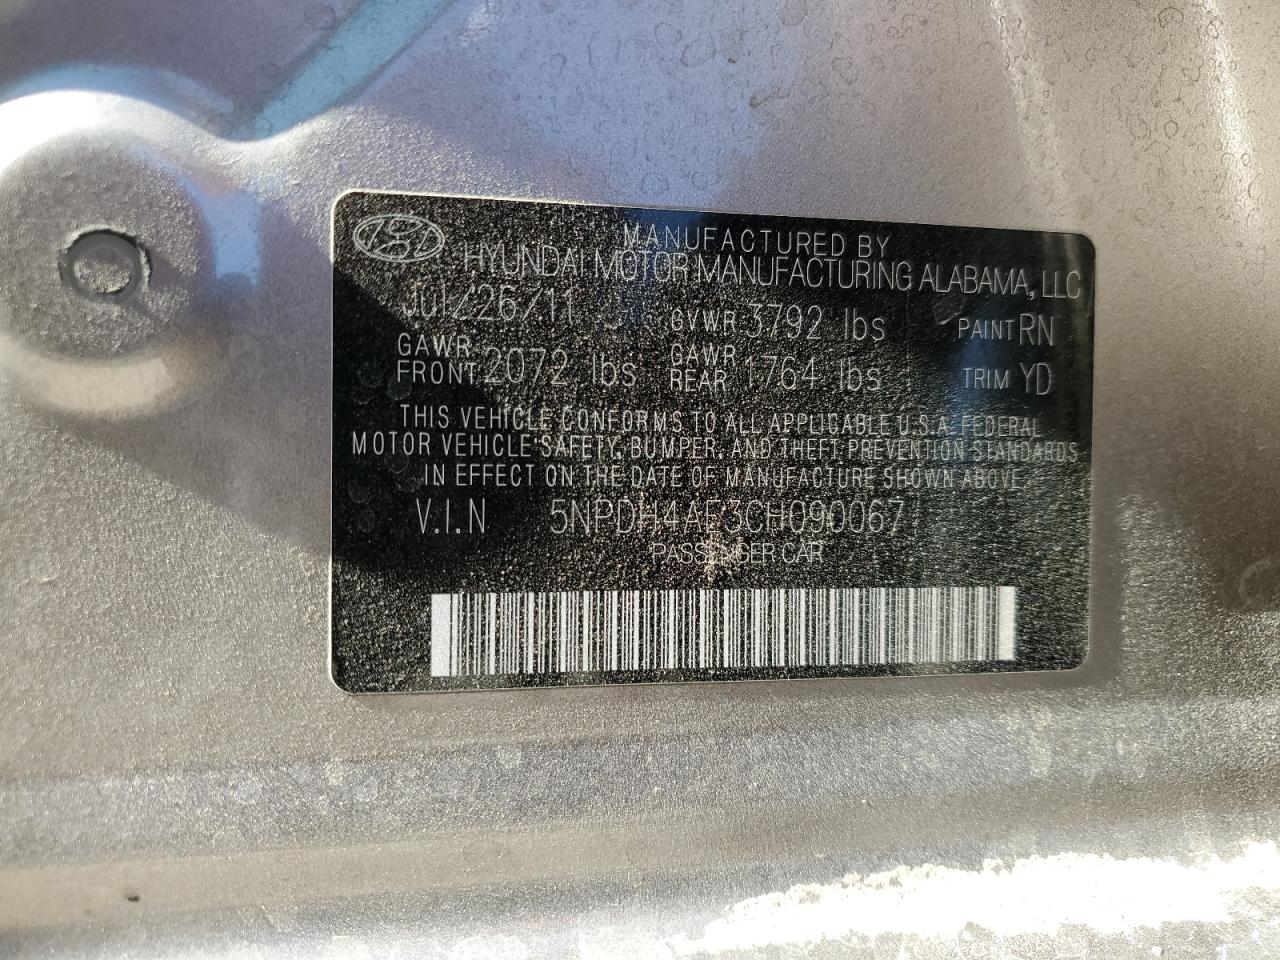 MANUFACTURED BY
HYUNDAI MOTOR MANUFACTURING ALABAMA, LLC
Jul/26/11 GVWR 3792 lbs PAINT RN
GAWR FRONT 2072 lbs GAWR REAR 1764 lbs TRIM YD
THIS VEHICLE CONFORMS TO ALL APPLICABLE U.S.A. FEDERAL
MOTOR VEHICLE SAFETY, BUMPER, AND THEFT PREVENTION STANDARDS
IN EFFECT ON THE DATE OF MANUFACTURE SHOWN ABOVE.
V.I.N 5NPDH4AE3CH090067
PASSENGER CAR